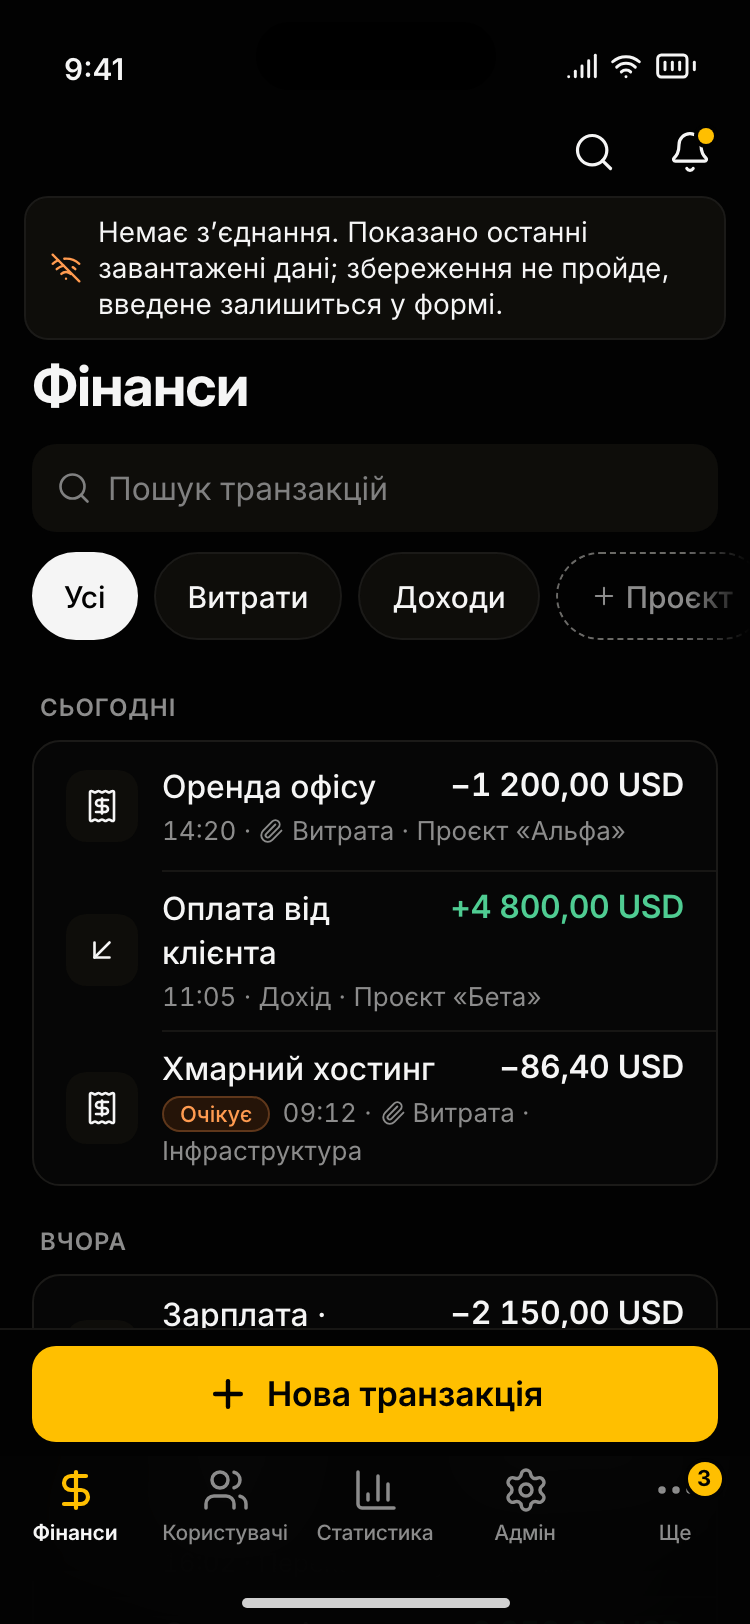 9:41
Немає з’єднання. Показано останні
завантажені дані; збереження не пройде,
введене залишиться у формі.
Фінанси
Пошук транзакцій
Усі
Витрати
Доходи
+ Проєкт
СЬОГОДНІ
Оренда офісу
−1 200,00 USD
14:20 · Витрата · Проєкт «Альфа»
Оплата від
клієнта
+4 800,00 USD
11:05 · Дохід · Проєкт «Бета»
Хмарний хостинг
−86,40 USD
Очікує 09:12 · Витрата ·
Інфраструктура
ВЧОРА
Зарплата ·
−2 150,00 USD
+ Нова транзакція
Фінанси
Користувачі
Статистика
Адмін
3
Ще